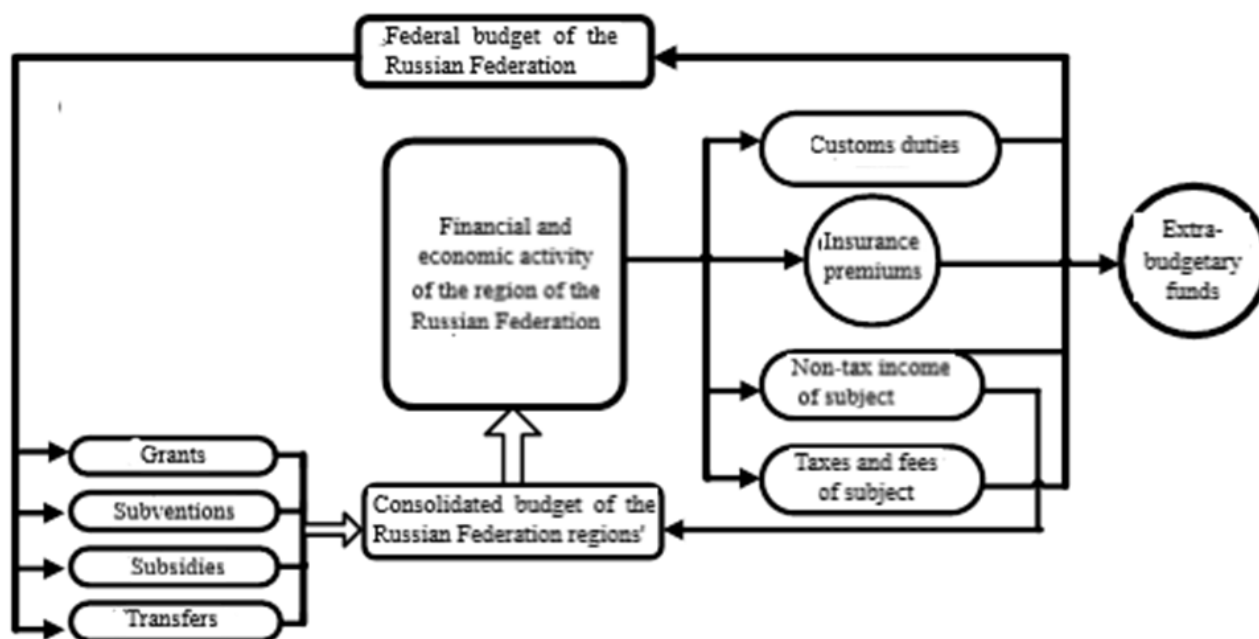 Federal budget of the
Russian Federation
Customs duties
Financial and
economic activity
of the region of the
Russian Federation
Insurance
premiums
Extra-
budgetary
funds
Non-tax income
of subject
Taxes and fees
of subject
Grants
Subventions
Subsidies
Transfers
Consolidated budget of the
Russian Federation regions'